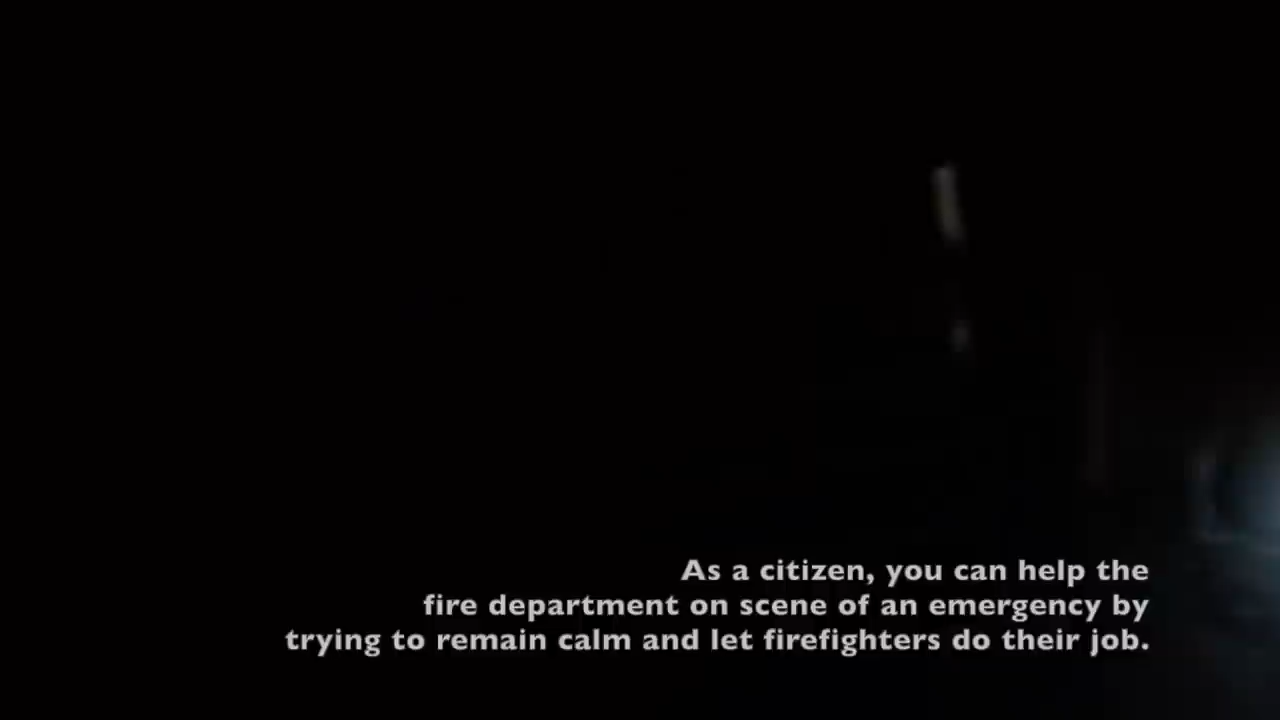 As a citizen, you can help the
fire department on scene of an emergency by
trying to remain calm and let firefighters do their job.